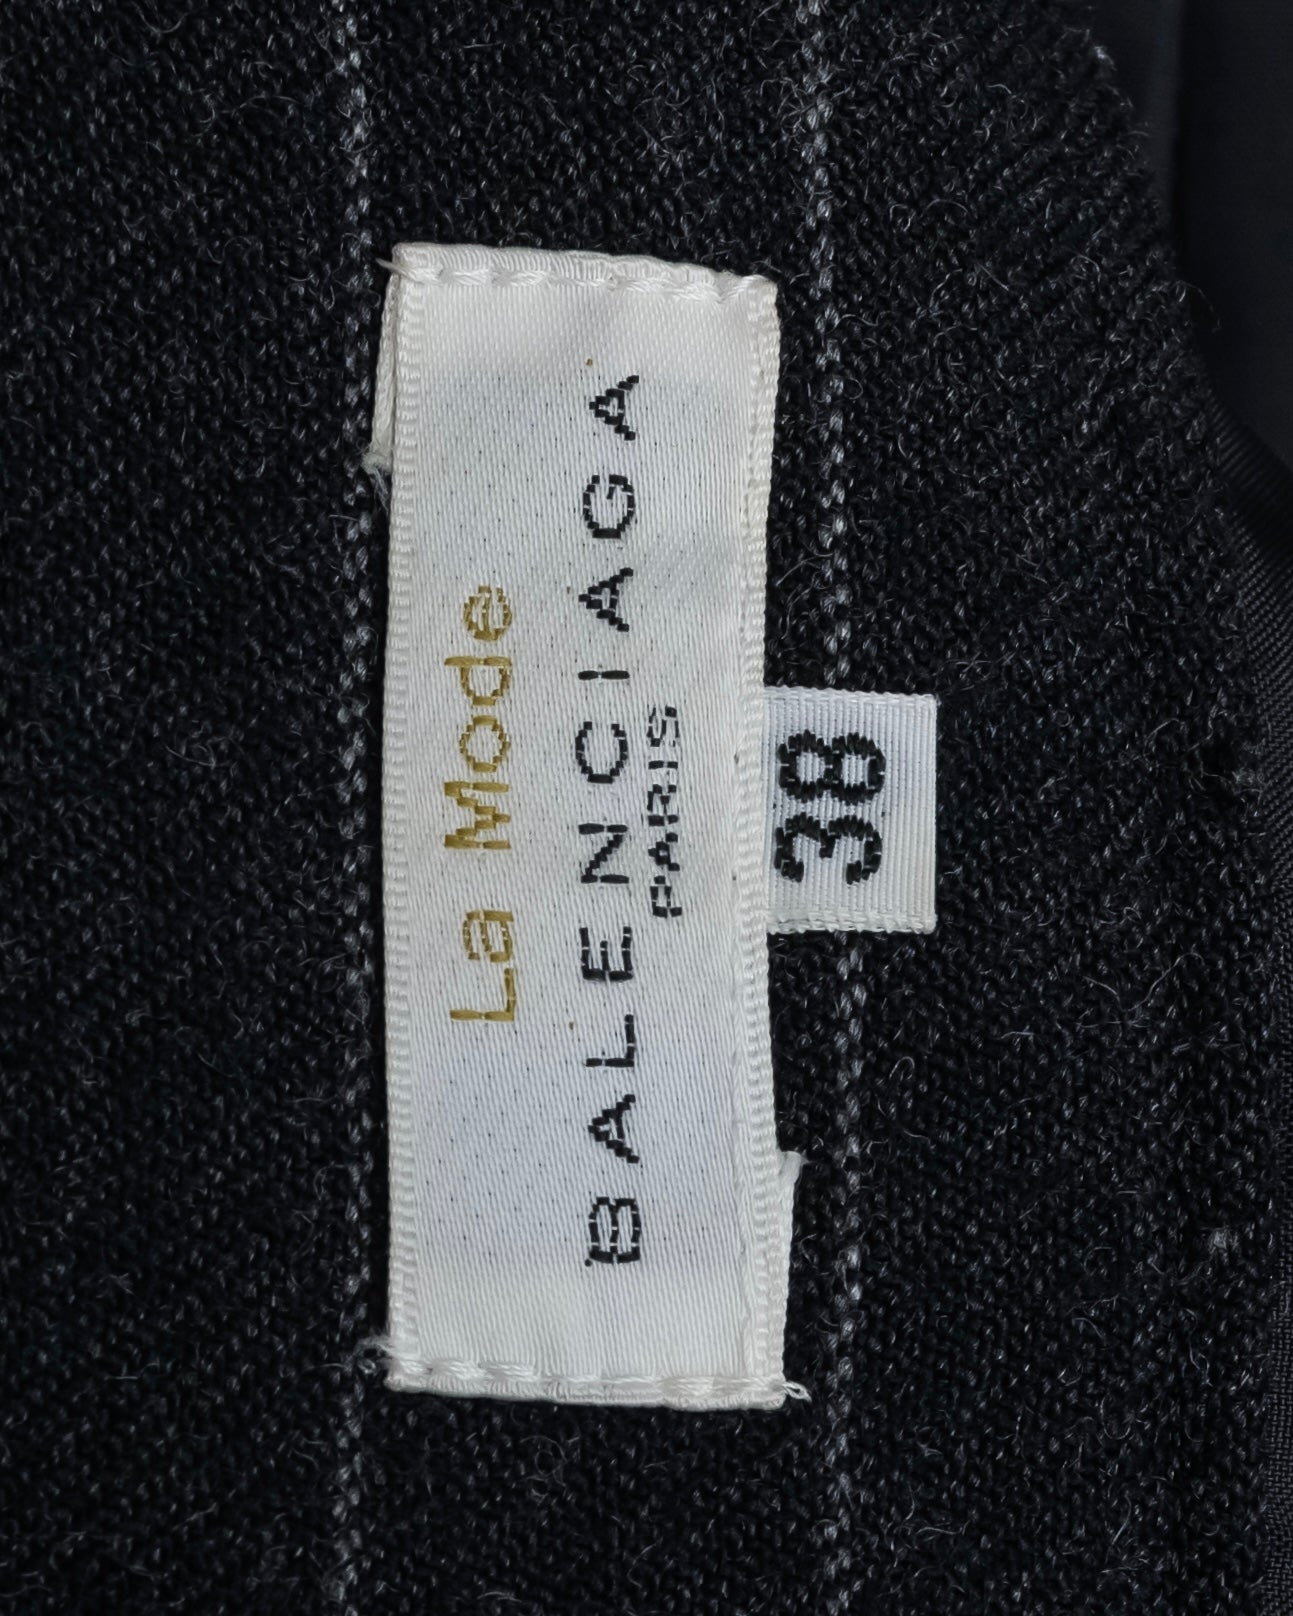 La Mode
BALENCIAGA
PARIS
38